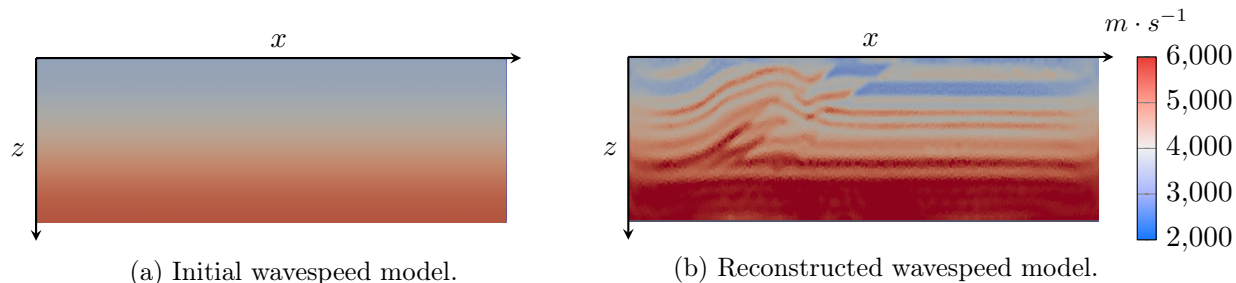 x
z
(a) Initial wavespeed model.
x
z
(b) Reconstructed wavespeed model.
m · s⁻¹
6,000
5,000
4,000
3,000
2,000